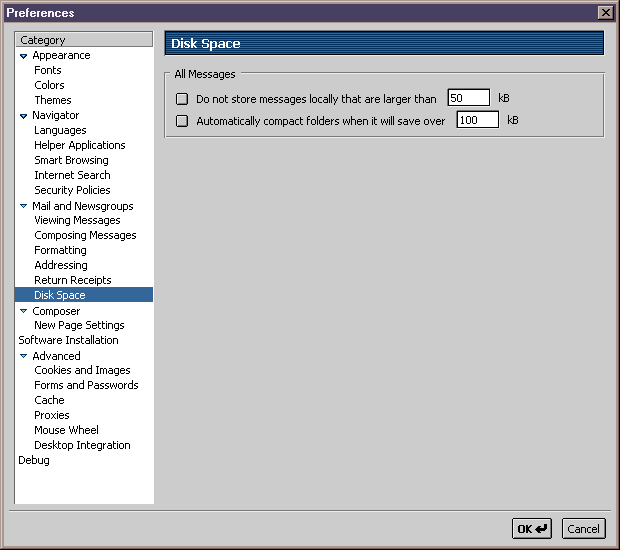 Preferences
Category
Appearance
Fonts
Colors
Themes
Navigator
Languages
Helper Applications
Smart Browsing
Internet Search
Security Policies
Mail and Newsgroups
Viewing Messages
Composing Messages
Formatting
Addressing
Return Receipts
Disk Space
Composer
New Page Settings
Software Installation
Advanced
Cookies and Images
Forms and Passwords
Cache
Proxies
Mouse Wheel
Desktop Integration
Debug
Disk Space
All Messages
Do not store messages locally that are larger than 50 kB
Automatically compact folders when it will save over 100 kB
OK Cancel